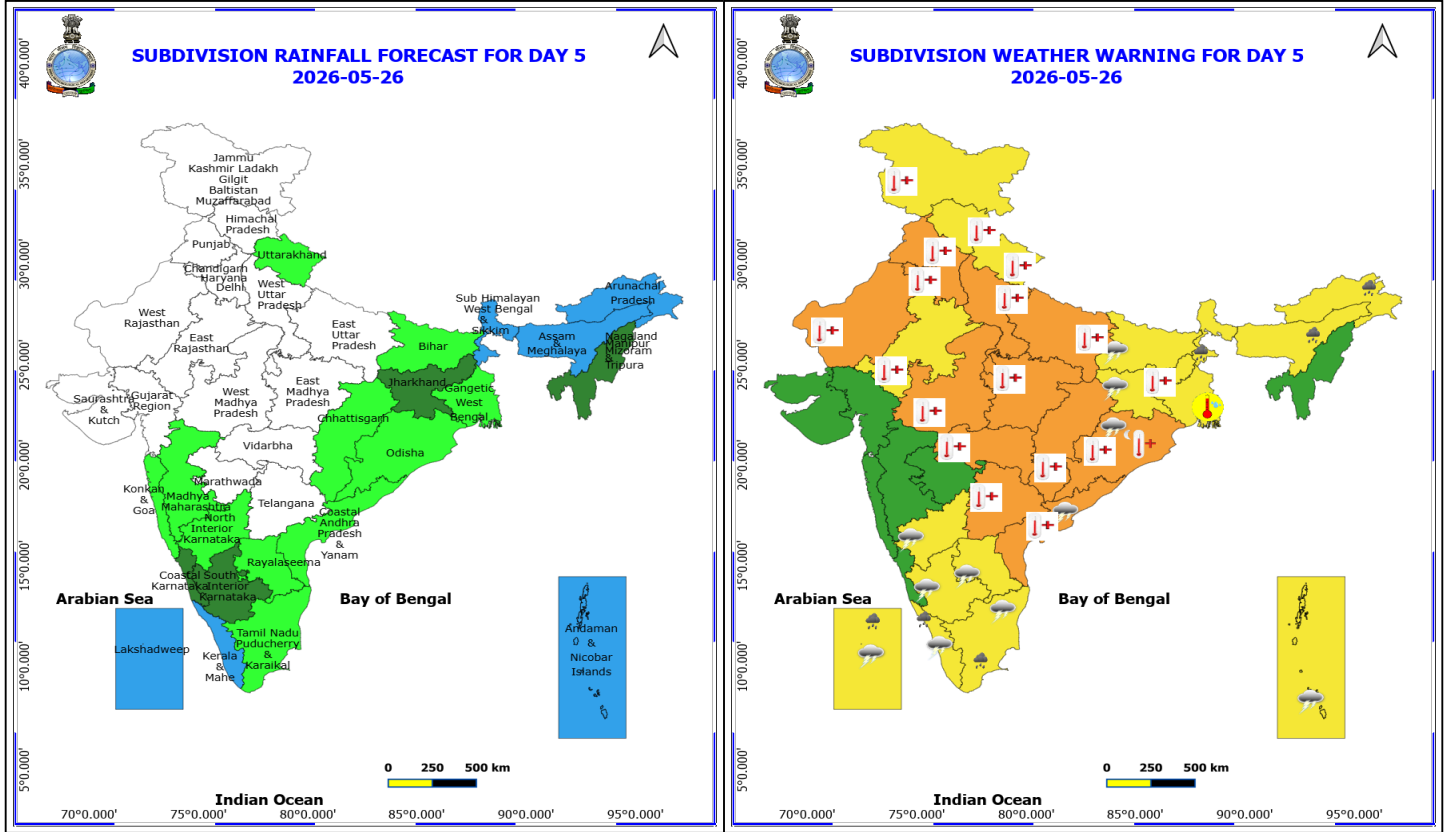 SUBDIVISION RAINFALL FORECAST FOR DAY 5
2026-05-26
40°0.000'
35°0.000'
30°0.000'
25°0.000'
20°0.000'
15°0.000'
10°0.000'
5°0.000'
Jammu
Kashmir Ladakh
Gilgit
Baltistan
Muzaffarabad
Himachal
Pradesh
Punjab
Uttarakhand
Chandigarh
Haryana
Delhi
West
Uttar
Pradesh
West
Rajasthan
East
Rajasthan
East
Uttar
Pradesh
Bihar
Sub Himalayan
West Bengal
&
Sikkim
Arunachal
Pradesh
Assam
&
Meghalaya
Nagaland
Manipur
Mizoram
&
Tripura
Saurashtra
&
Kutch
Gujarat
Region
West
Madhya
Pradesh
East
Madhya
Pradesh
Jharkhand
Gangetic
West
Bengal
Chhattisgarh
Vidarbha
Odisha
Konkan
&
Goa
Madhya
Maharashtra
Marathwada
Telangana
North
Interior
Karnataka
Coastal
Andhra
Pradesh
&
Yanam
Rayalaseema
Coastal
Karnataka
South
Interior
Karnataka
Arabian Sea
Bay of Bengal
Lakshadweep
Kerala
&
Mahe
Tamil Nadu
Puducherry
&
Karaikal
Andaman
&
Nicobar
Islands
0 250 500 km
Indian Ocean
70°0.000' 75°0.000' 80°0.000' 85°0.000' 90°0.000' 95°0.000'
SUBDIVISION WEATHER WARNING FOR DAY 5
2026-05-26
40°0.000'
35°0.000'
30°0.000'
25°0.000'
20°0.000'
15°0.000'
10°0.000'
5°0.000'
Arabian Sea
Bay of Bengal
0 250 500 km
Indian Ocean
70°0.000' 75°0.000' 80°0.000' 85°0.000' 90°0.000' 95°0.000'